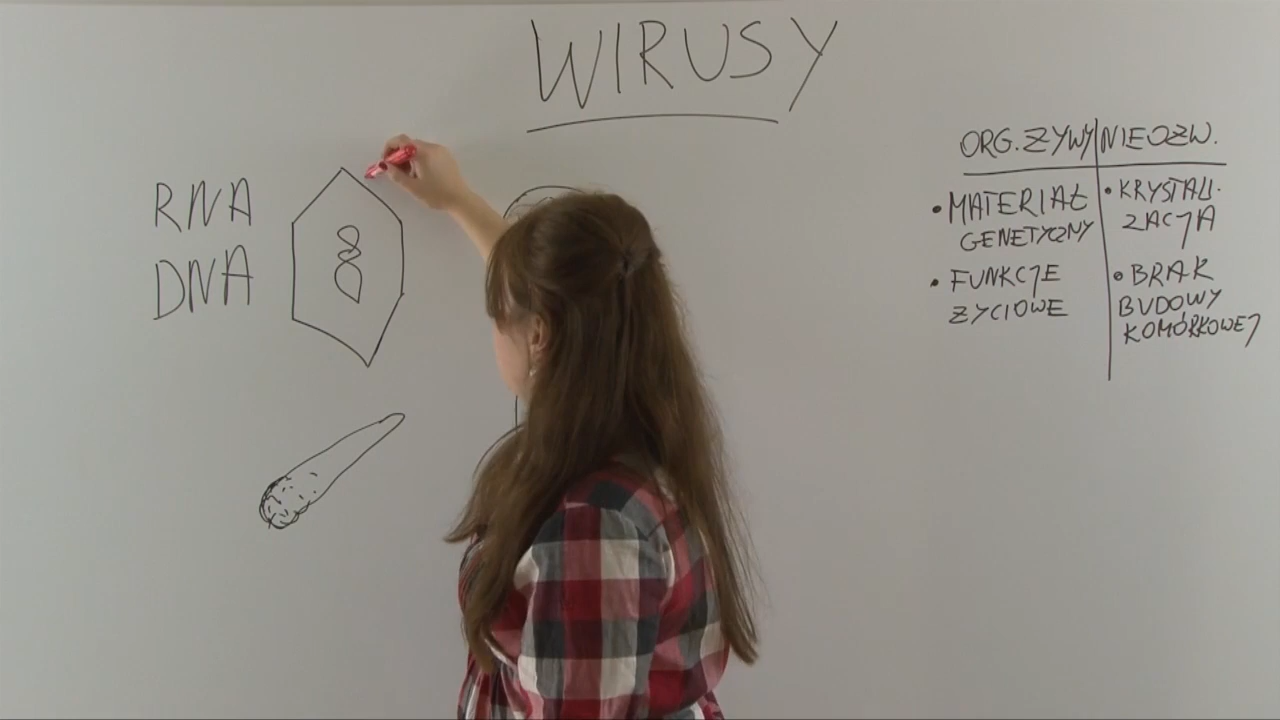 WIRUSY
RNA
DNA
ORG. ŻYWY
NIEOŻW.
• MATERIAŁ
GENETYCZNY
• FUNKCJE
ŻYCIOWE
• KRYSTALI-
ZACJA
• BRAK
BUDOWY
KOMÓRKOWEJ